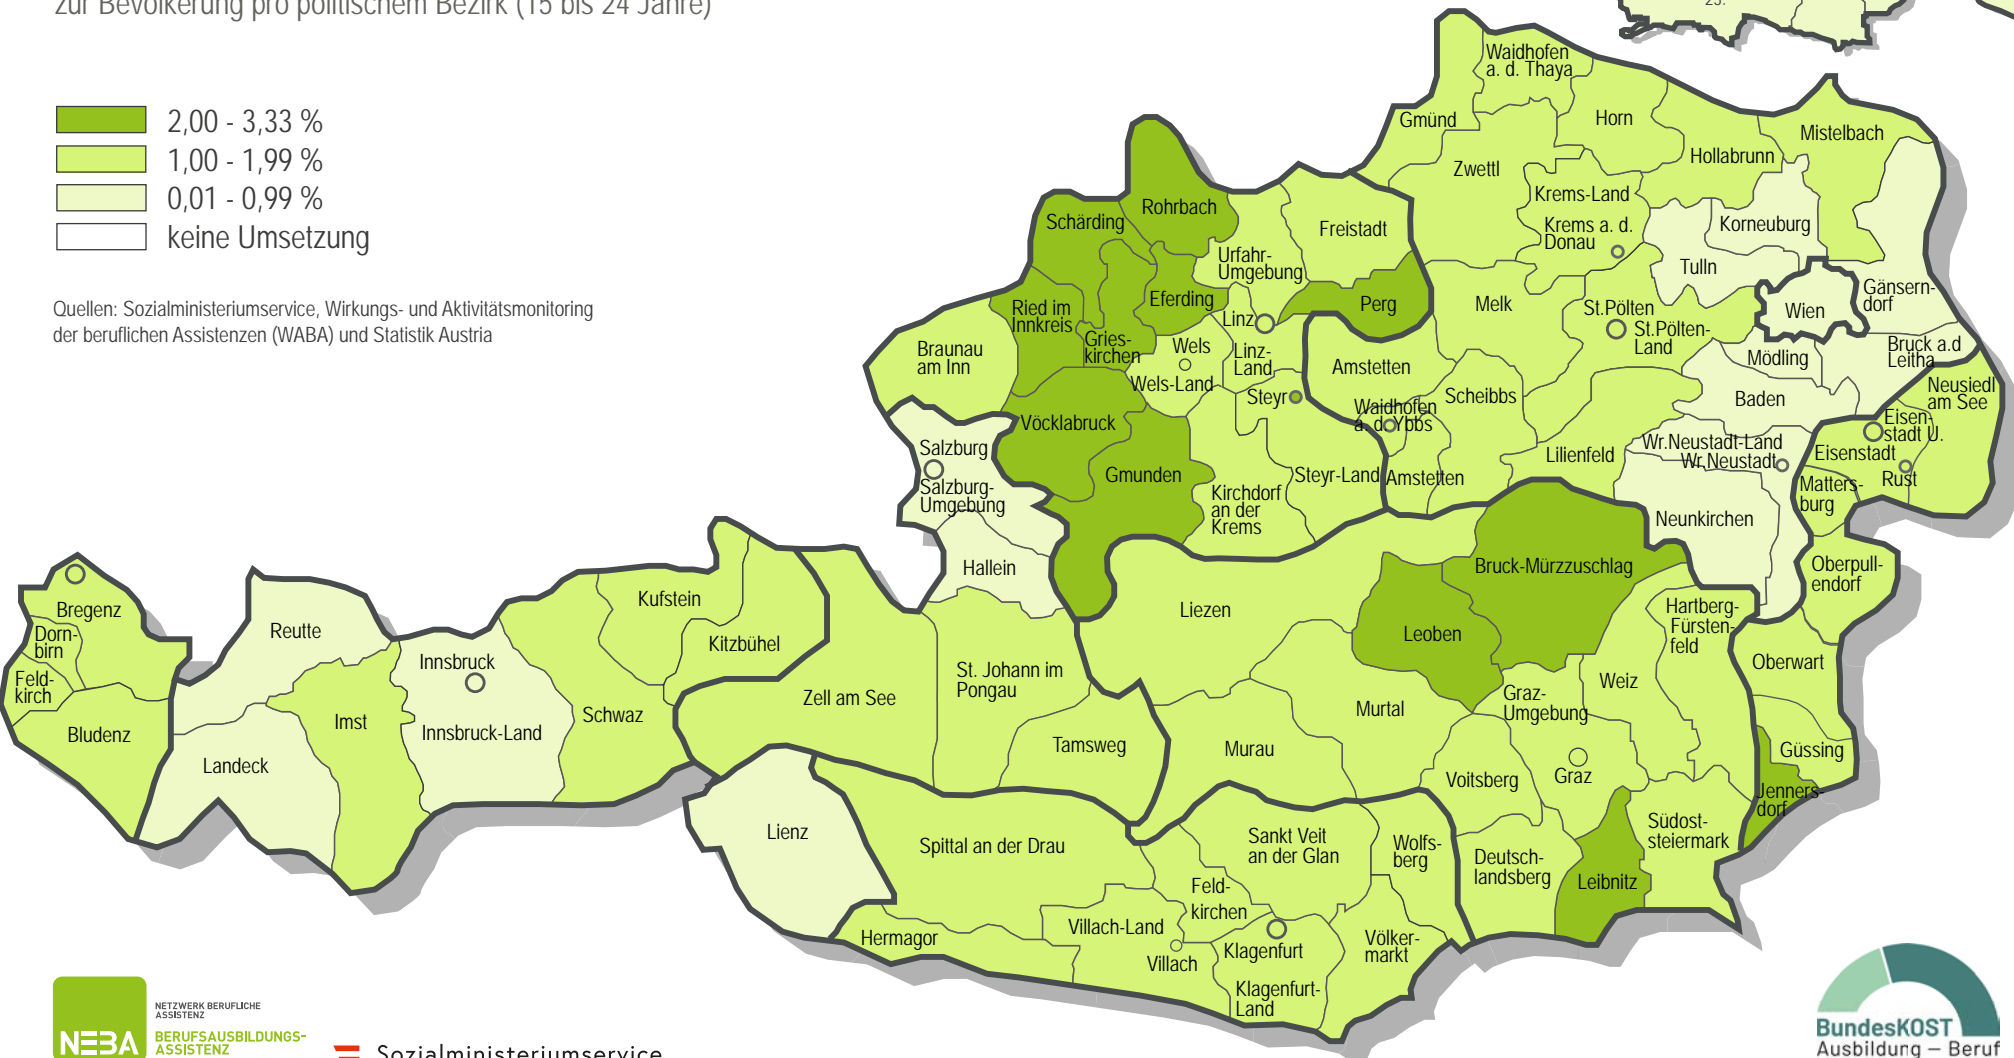 zur Bevölkerung pro politischem Bezirk (15 bis 24 Jahre)
23.
2,00 - 3,33 %
1,00 - 1,99 %
0,01 - 0,99 %
keine Umsetzung
Quellen: Sozialministeriumservice, Wirkungs- und Aktivitätsmonitoring
der beruflichen Assistenzen (WABA) und Statistik Austria
Waidhofen
a. d. Thaya
Gmünd
Horn
Mistelbach
Hollabrunn
Zwettl
Krems-Land
Krems a. d.
Donau
Korneuburg
Tulln
Gänsern-
dorf
Wien
Rohrbach
Schärding
Freistadt
Urfahr-
Umgebung
Eferding
Perg
Melk
St.Pölten
St.Pölten-
Land
Ried im
Innkreis
Linz
Gries-
kirchen
Wels
Linz-
Land
Wels-Land
Braunau
am Inn
Amstetten
Mödling
Bruck a.d
Leitha
Neusiedl
am See
Steyr
Waidhofen
a. d. Ybbs
Scheibbs
Baden
Eisen-
stadt U.
Vöcklabruck
Salzburg
Salzburg-
Umgebung
Gmunden
Kirchdorf
an der
Krems
Steyr-Land
Amstetten
Lilienfeld
Wr.Neustadt-Land
Wr.Neustadt
Eisenstadt
Rust
Matters-
burg
Neunkirchen
Hallein
Bruck-Mürzzuschlag
Oberpull-
endorf
Liezen
Leoben
Hartberg-
Fürsten-
feld
Oberwart
Bregenz
Dorn-
birn
Feld-
kirch
Bludenz
Reutte
Landeck
Imst
Innsbruck
Innsbruck-Land
Schwaz
Kufstein
Kitzbühel
Zell am See
St. Johann im
Pongau
Tamsweg
Murau
Murtal
Graz-
Umgebung
Weiz
Voitsberg
Graz
Güssing
Jenners-
dorf
Lienz
Spittal an der Drau
Sankt Veit
an der Glan
Wolfs-
berg
Deutsch-
landsberg
Leibnitz
Südost-
steiermark
Feld-
kirchen
Hermagor
Villach-Land
Villach
Klagenfurt
Klagenfurt-
Land
Völker-
markt
NEBA
NETZWERK BERUFLICHE
ASSISTENZ
BERUFSAUSBILDUNGS-
ASSISTENZ
Sozialministeriumservice
BundesKOST
Ausbildung – Beruf